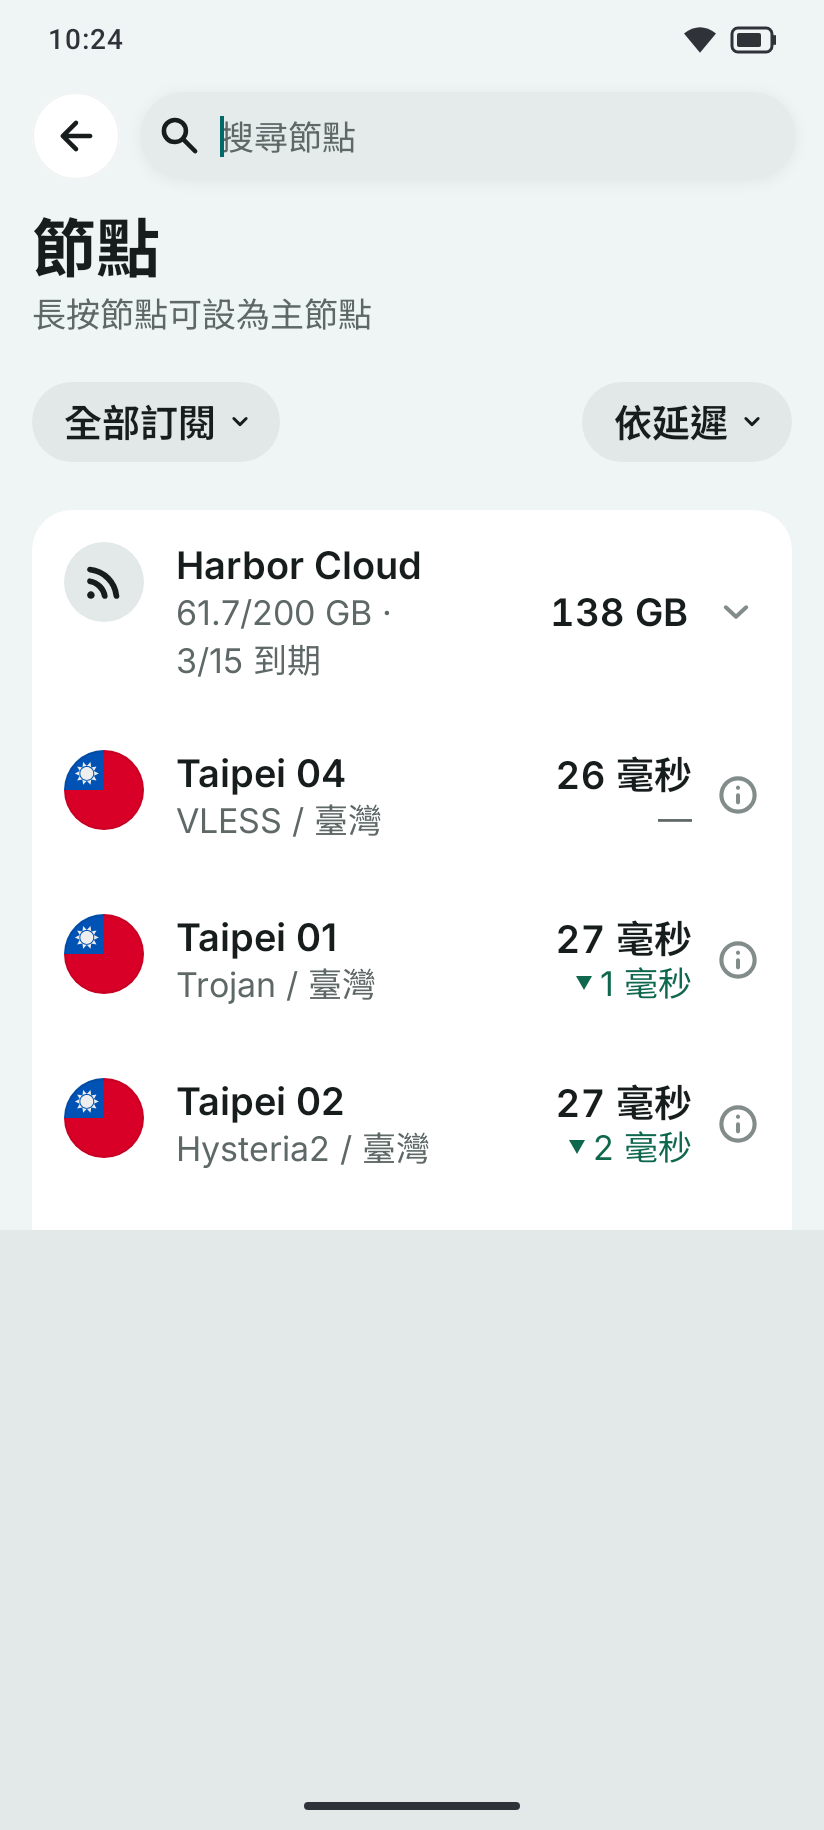 10:24
搜尋節點
節點
長按節點可設為主節點
全部訂閱
依延遲
Harbor Cloud
61.7/200 GB ·
3/15 到期
138 GB
Taipei 04
VLESS / 臺灣
26 毫秒
—
Taipei 01
Trojan / 臺灣
27 毫秒
▼1 毫秒
Taipei 02
Hysteria2 / 臺灣
27 毫秒
▼2 毫秒